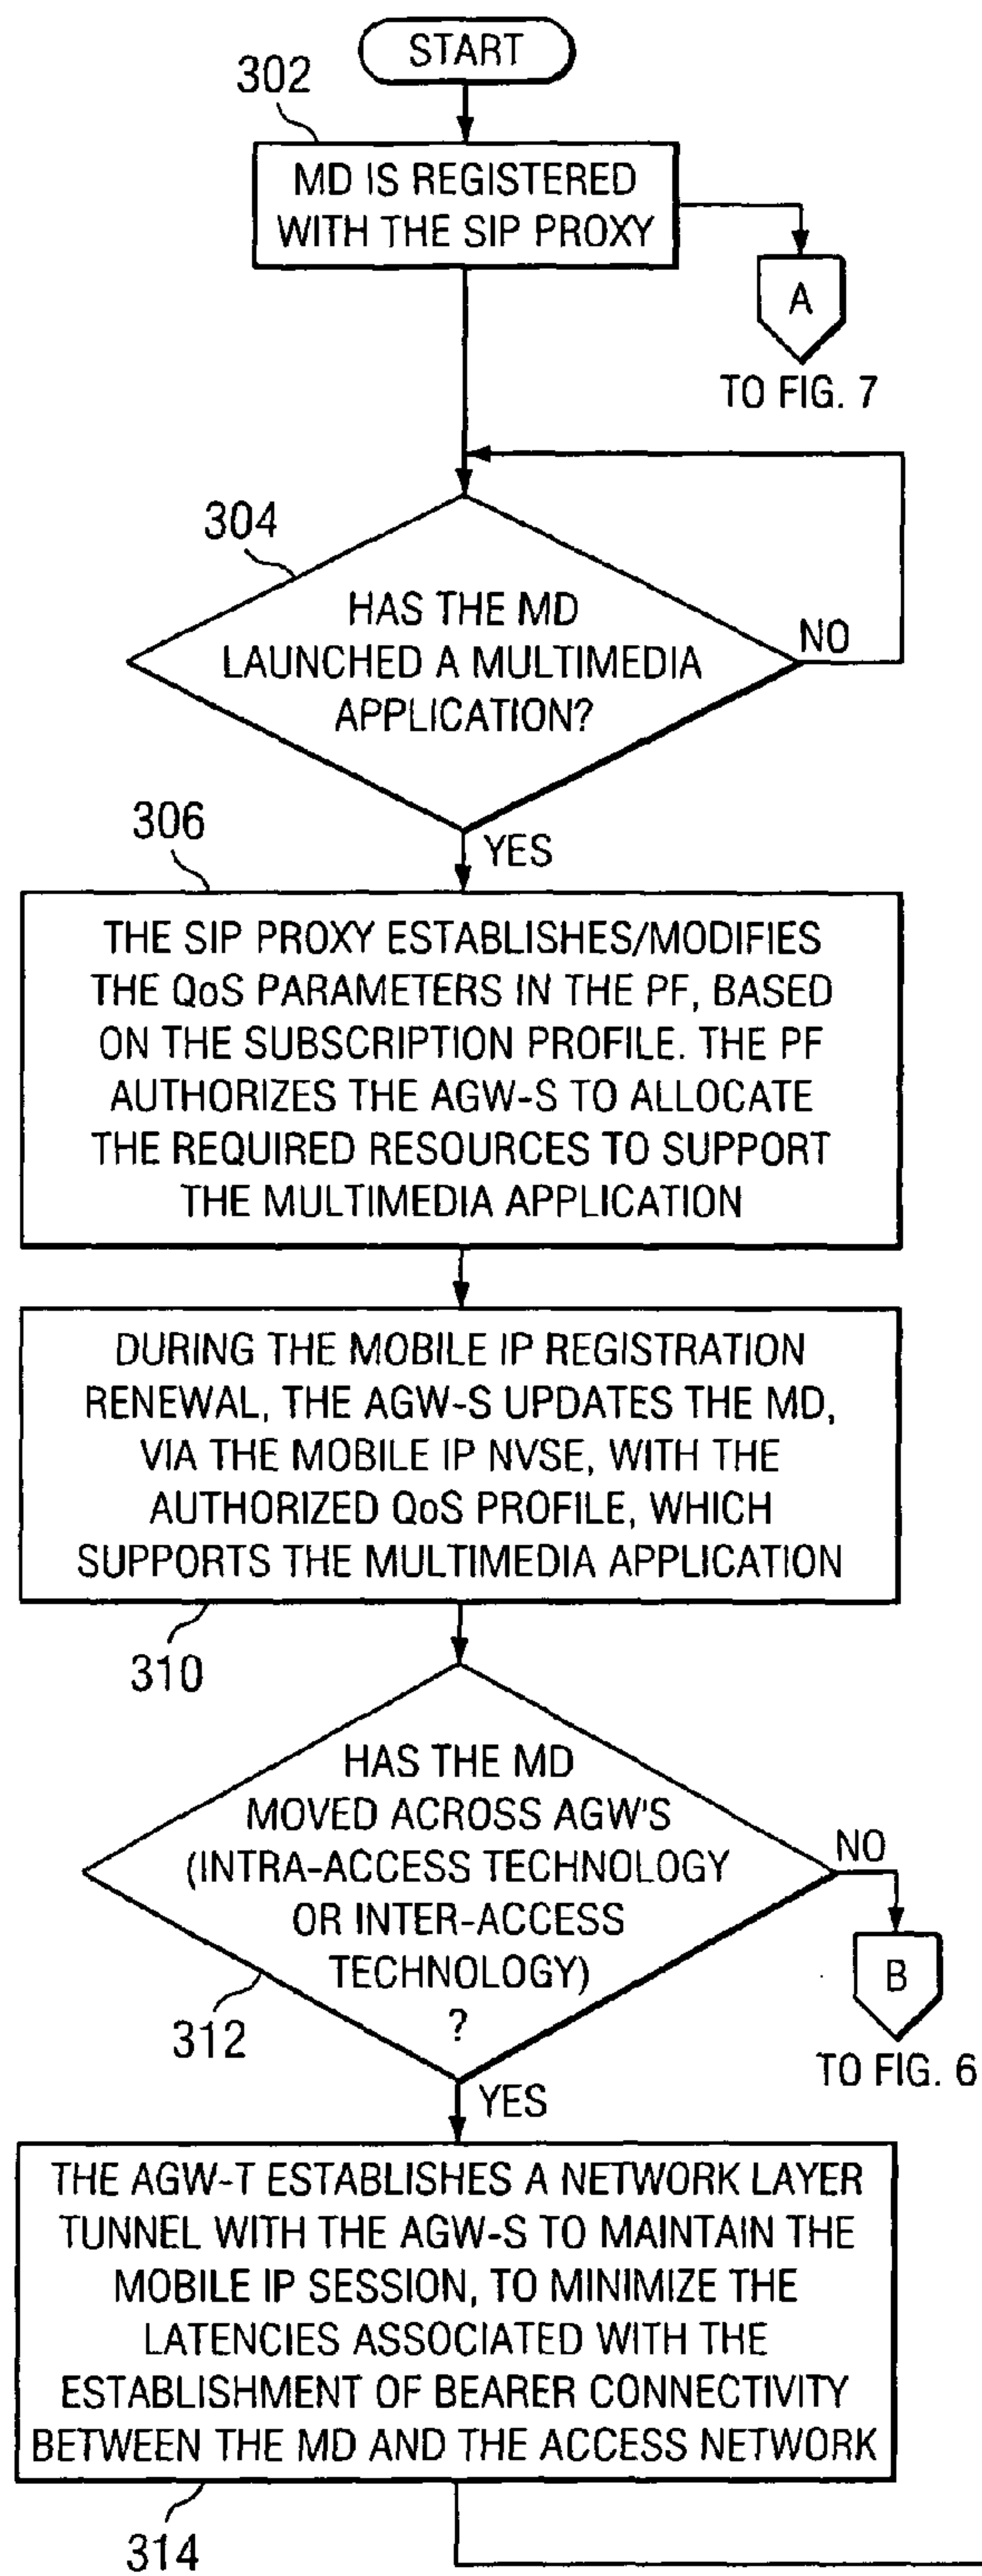 START
302
MD IS REGISTERED
WITH THE SIP PROXY
A
TO FIG. 7
304
HAS THE MD
LAUNCHED A MULTIMEDIA
APPLICATION?
NO
YES
306
THE SIP PROXY ESTABLISHES/MODIFIES
THE QoS PARAMETERS IN THE PF, BASED
ON THE SUBSCRIPTION PROFILE. THE PF
AUTHORIZES THE AGW-S TO ALLOCATE
THE REQUIRED RESOURCES TO SUPPORT
THE MULTIMEDIA APPLICATION
DURING THE MOBILE IP REGISTRATION
RENEWAL, THE AGW-S UPDATES THE MD,
VIA THE MOBILE IP NVSE, WITH THE
AUTHORIZED QoS PROFILE, WHICH
SUPPORTS THE MULTIMEDIA APPLICATION
310
HAS THE MD
MOVED ACROSS AGW'S
(INTRA-ACCESS TECHNOLOGY
OR INTER-ACCESS
TECHNOLOGY)
?
NO
B
TO FIG. 6
312
YES
THE AGW-T ESTABLISHES A NETWORK LAYER
TUNNEL WITH THE AGW-S TO MAINTAIN THE
MOBILE IP SESSION, TO MINIMIZE THE
LATENCIES ASSOCIATED WITH THE
ESTABLISHMENT OF BEARER CONNECTIVITY
BETWEEN THE MD AND THE ACCESS NETWORK
314